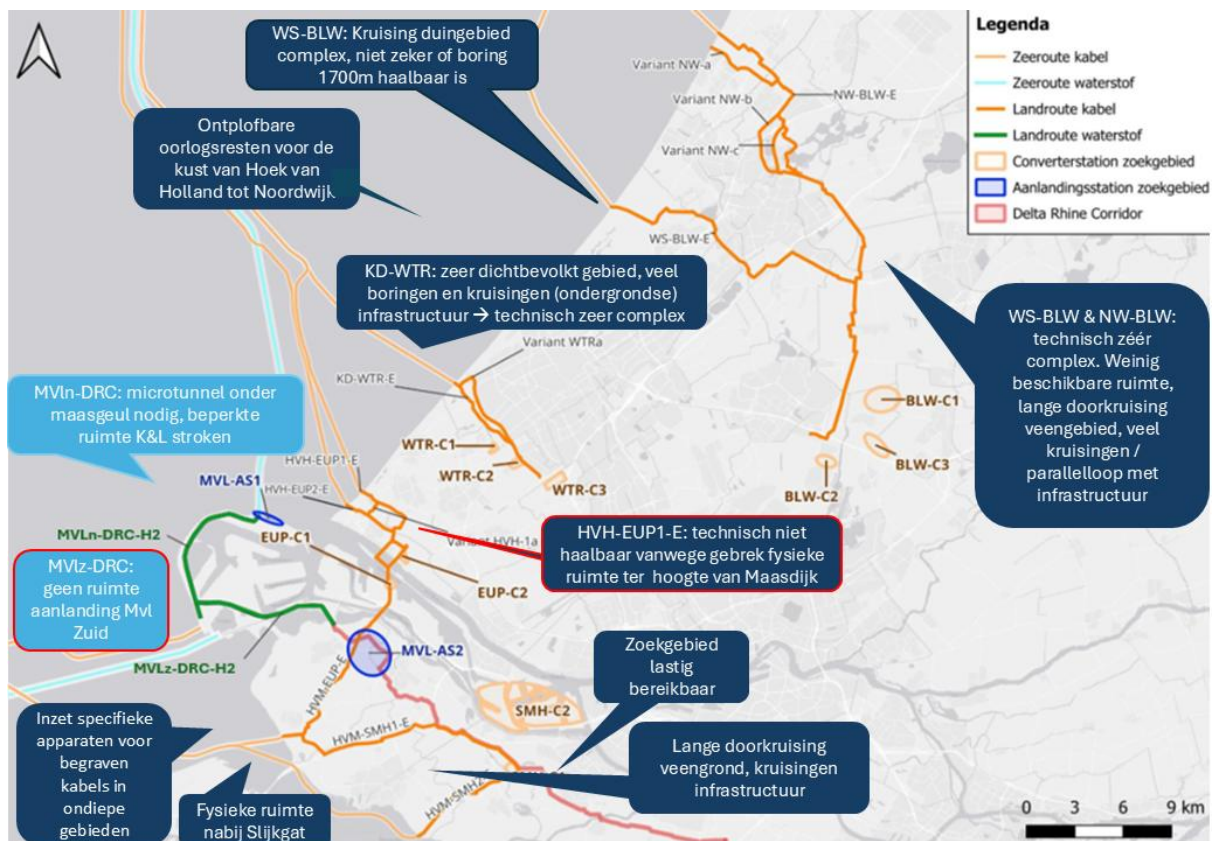 WS-BLW: Kruising duingebied
complex, niet zeker of boring
1700m haalbaar is
Ontplofbare
oorlogsresten voor de
kust van Hoek van
Holland tot Noordwijk
KD-WTR: zeer dichtbevolkt gebied, veel
boringen en kruisingen (ondergrondse)
infrastructuur → technisch zeer complex
Variant NW-a
Variant NW-b
NW-BLW-E
Variant NW-c
WS-BLW-E
Legenda
Zeeroute kabel
Zeeroute waterstof
Landroute kabel
Landroute waterstof
Converterstation zoekgebied
Aanlandingsstation zoekgebied
Delta Rhine Corridor
WS-BLW & NW-BLW:
technisch zéér
complex. Weinig
beschikbare ruimte,
lange doorkruising
veengebied, veel
kruisingen /
parallelloop met
infrastructuur
Variant WTRa
KD-WTR-E
MVln-DRC: microtunnel onder
maasgeul nodig, beperkte
ruimte K&L stroken
WTR-C1
WTR-C2
WTR-C3
BLW-C1
BLW-C3
BLW-C2
HVH-EUP1-E
HVH-EUP2-E
MVL-AS1
Variant HVH-1a
MVLn-DRC-H2
EUP-C1
EUP-C2
HVH-EUP1-E: technisch niet
haalbaar vanwege gebrek fysieke
ruimte ter hoogte van Maasdijk
MVlz-DRC:
geen ruimte
aanlanding Mvl
Zuid
MVLz-DRC-H2
MVL-AS2
HVM-EUP-E
Zoekgebied
lastig
bereikbaar
SMH-C2
HVM-SMH1-E
Inzet specifieke
apparaten voor
begraven
kabels in
ondiepe
gebieden
Fysieke ruimte
nabij Slijkgat
Lange doorkruising
veengrond, kruisingen
infrastructuur
0 3 6 9 km